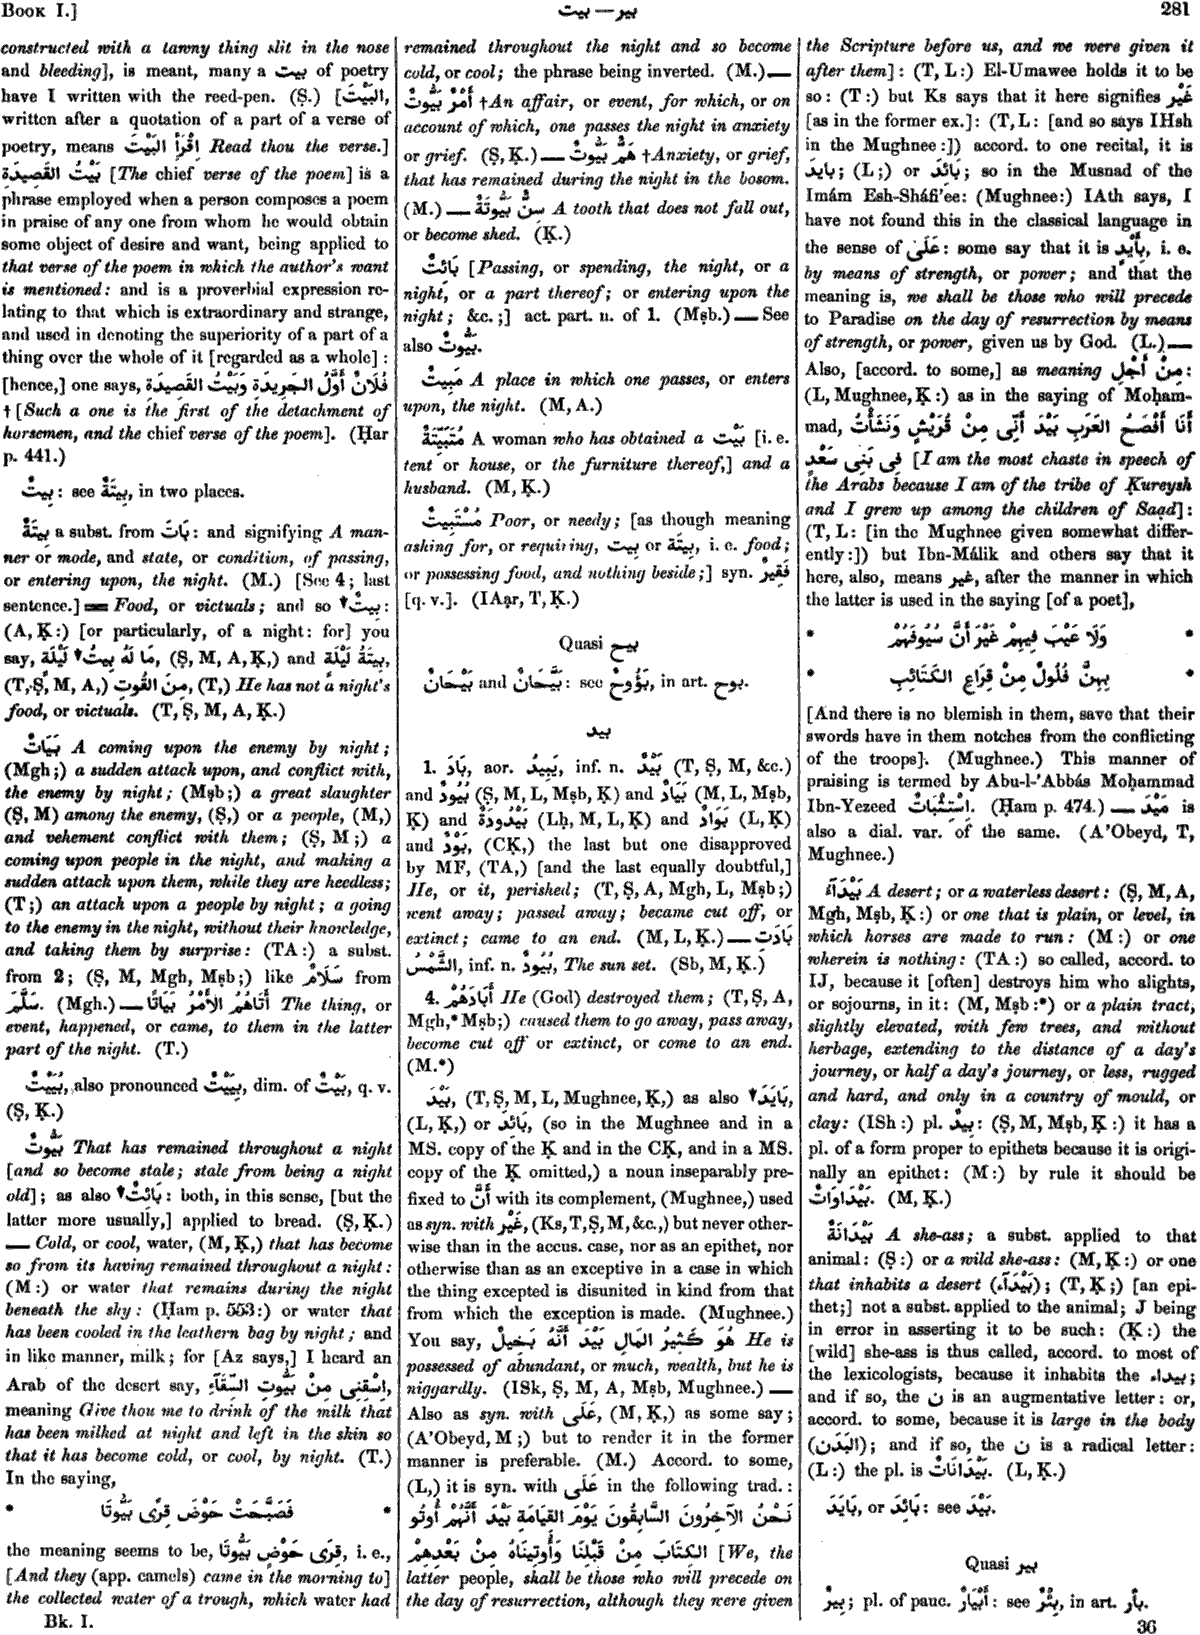 BOOK I.]
بيت — بير
281
constructed with a tawny thing slit in the nose
and bleeding], is meant, many a بيت of poetry
have I written with the reed-pen. (Ṣ.) [البَيْتَ,
written after a quotation of a part of a verse of
poetry, means اِقْرَأِ البَيْتَ Read thou the verse.]
بَيْتُ القَصِيدَةِ [The chief verse of the poem] is a
phrase employed when a person composes a poem
in praise of any one from whom he would obtain
some object of desire and want, being applied to
that verse of the poem in which the author's want
is mentioned: and is a proverbial expression re-
lating to that which is extraordinary and strange,
and used in denoting the superiority of a part of a
thing over the whole of it [regarded as a whole]:
[hence,] one says, فُلَانٌ أَوَّلُ الجَرِيدَةِ وَبَيْتُ القَصِيدَةِ
† [Such a one is the first of the detachment of
horsemen, and the chief verse of the poem]. (Ḥar
p. 441.)
بِيتٌ: see بِيتَةٌ, in two places.
بِيتَةٌ a subst. from بَاتَ: and signifying A man-
ner or mode, and state, or condition, of passing,
or entering upon, the night. (M.) [See 4; last
sentence.] = Food, or victuals; and so ▼ بِيتٌ:
(A, Ḳ:) [or particularly, of a night: for] you
say, مَا لَهُ بِيتُ▼ لَيْلَةٍ, (Ṣ, M, A, Ḳ,) and بِيتَةُ لَيْلَةٍ,
(T, Ṣ, M, A,) مِنَ القُوتِ, (T,) He has not a night's
food, or victuals. (T, Ṣ, M, A, Ḳ.)
بَيَاتٌ A coming upon the enemy by night;
(Mgh;) a sudden attack upon, and conflict with,
the enemy by night; (Mṣb;) a great slaughter
(Ṣ, M) among the enemy, (Ṣ,) or a people, (M,)
and vehement conflict with them; (Ṣ, M;) a
coming upon people in the night, and making a
sudden attack upon them, while they are heedless;
(T;) an attack upon a people by night; a going
to the enemy in the night, without their knowledge,
and taking them by surprise: (TA:) a subst.
from 2; (Ṣ, M, Mgh, Mṣb;) like سَلَامٌ from
سَلَّمَ. (Mgh.) — أَتَاهُمُ الأَمْرُ بَيَاتًا The thing, or
event, happened, or came, to them in the latter
part of the night. (T.)
بُيَيْتٌ, also pronounced بِيَيْتٌ, dim. of بَيْتٌ, q. v.
(Ṣ, Ḳ.)
بَيُّوتٌ That has remained throughout a night
[and so become stale; stale from being a night
old]; as also ▼ بَائِتٌ: both, in this sense, [but the
latter more usually,] applied to bread. (Ṣ, Ḳ.)
— Cold, or cool, water, (M, Ḳ,) that has become
so from its having remained throughout a night:
(M:) or water that remains during the night
beneath the sky: (Ḥam p. 553:) or water that
has been cooled in the leathern bag by night; and
in like manner, milk; for [Az says,] I heard an
Arab of the desert say, اِسْقِنِى مِنْ بَيُّوتِ السِّقَآءِ,
meaning Give thou me to drink of the milk that
has been milked at night and left in the skin so
that it has become cold, or cool, by night. (T.)
In the saying,
* فَصَبَّحَتْ حَوْضَ قِرًى بَيُّوتَا *
the meaning seems to be, قِرَى حَوْضٍ بَيُّوتًا, i. e.,
[And they (app. camels) came in the morning to]
the collected water of a trough, which water had
Bk. I.
remained throughout the night and so become
cold, or cool; the phrase being inverted. (M.) —
أَمْرٌ بَيُّوتٌ † An affair, or event, for which, or on
account of which, one passes the night in anxiety
or grief. (Ṣ, Ḳ.) — هَمٌّ بَيُّوتٌ † Anxiety, or grief,
that has remained during the night in the bosom.
(M.) — سِنٌّ بَيُّوتَةٌ A tooth that does not fall out,
or become shed. (Ḳ.)
بَائِتٌ [Passing, or spending, the night, or a
night, or a part thereof; or entering upon the
night; &c.;] act. part. n. of 1. (Mṣb.) — See
also بَيُّوتٌ.
مَبِيتٌ A place in which one passes, or enters
upon, the night. (M, A.)
مُتَبَيِّتَةٌ A woman who has obtained a بَيْت [i. e.
tent or house, or the furniture thereof,] and a
husband. (M, Ḳ.)
مُسْتَبِيتٌ Poor, or needy; [as though meaning
asking for, or requiring, بيت or بِيتَة, i. e. food;
or possessing food, and nothing beside;] syn. فَقِيرٌ
[q. v.]. (IAạr, T, Ḳ.)
Quasi بيح
بَيْحَانٌ and بَيَّحَانٌ: see بَؤُوحٌ, in art. بوح.
بيد
1. بَادَ, aor. يَبِيدُ, inf. n. بَيْدٌ (T, Ṣ, M, &c.)
and بُيُودٌ (Ṣ, M, L, Mṣb, Ḳ) and بَيَادٌ (M, L, Mṣb,
Ḳ) and بَيْدُودَةٌ (Lḥ, M, L, Ḳ) and بَوَادٌ (L, Ḳ)
and بَوْدٌ, (CḲ,) the last but one disapproved
by MF, (TA,) [and the last equally doubtful,]
He, or it, perished; (T, Ṣ, A, Mgh, L, Mṣb;)
went away; passed away; became cut off, or
extinct; came to an end. (M, L, Ḳ.) — بَادَتِ
الشَّمْسُ, inf. n. بُيُودٌ, The sun set. (Sb, M, Ḳ.)
4. أَبَادَهُمْ He (God) destroyed them; (T, Ṣ, A,
Mgh,* Mṣb;) caused them to go away, pass away,
become cut off or extinct, or come to an end.
(M.*)
بَيْدَ, (T, Ṣ, M, L, Mughnee, Ḳ,) as also ▼ بَايَدَ,
(L, Ḳ,) or بَائِدَ, (so in the Mughnee and in a
MS. copy of the Ḳ and in the CḲ, and in a MS.
copy of the Ḳ omitted,) a noun inseparably pre-
fixed to أَنَّ with its complement, (Mughnee,) used
as syn. with غَيْر, (Ks, T, Ṣ, M, &c.,) but never other-
wise than in the accus. case, nor as an epithet, nor
otherwise than as an exceptive in a case in which
the thing excepted is disunited in kind from that
from which the exception is made. (Mughnee.)
You say, هُوَ كَثِيرُ المَالِ بَيْدَ أَنَّهُ بَخِيلٌ He is
possessed of abundant, or much, wealth, but he is
niggardly. (ISk, Ṣ, M, A, Mṣb, Mughnee.) —
Also as syn. with عَلَى, (M, Ḳ,) as some say;
(A'Obeyd, M;) but to render it in the former
manner is preferable. (M.) Accord. to some,
(L,) it is syn. with عَلَى in the following trad.:
نَحْنُ الآخِرُونَ السَّابِقُونَ يَوْمَ القِيَامَةِ بَيْدَ أَنَّهُمْ أُوتُو
الكِتَابَ مِنْ قَبْلِنَا وَأُوتِينَاهُ مِنْ بَعْدِهِمْ [We, the
latter people, shall be those who will precede on
the day of resurrection, although they were given
the Scripture before us, and we were given it
after them]: (T, L:) El-Umawee holds it to be
so: (T:) but Ks says that it here signifies غَيْر
[as in the former ex.]: (T, L: [and so says IHsh
in the Mughnee:]) accord. to one recital, it is
بايدَ; (L;) or بَائِدَ; so in the Musnad of the
Imám Esh-Sháfi'ee: (Mughnee:) IAth says, I
have not found this in the classical language in
the sense of عَلَى: some say that it is بِأَيْدٍ, i. e.
by means of strength, or power; and that the
meaning is, we shall be those who will precede
to Paradise on the day of resurrection by means
of strength, or power, given us by God. (L.) —
Also, [accord. to some,] as meaning مِنْ أَجْلِ:
(L, Mughnee, Ḳ:) as in the saying of Moḥam-
mad, أَنَا أَفْصَحُ العَرَبِ بَيْدَ أَنِّى مِنْ قُرَيْشٍ وَنَشَأْتُ
فِى بَنِى سَعْدٍ [I am the most chaste in speech of
the Arabs because I am of the tribe of Ḳureysh
and I grew up among the children of Saạd]:
(T, L: [in the Mughnee given somewhat differ-
ently:]) but Ibn-Málik and others say that it
here, also, means غير, after the manner in which
the latter is used in the saying [of a poet],
* وَلَا عَيْبَ فِيهِمْ غَيْرَ أَنَّ سُيُوفَهُمْ *
* بِهِنَّ فُلُولٌ مِنْ قِرَاعِ الكَتَائِبِ *
[And there is no blemish in them, save that their
swords have in them notches from the conflicting
of the troops]. (Mughnee.) This manner of
praising is termed by Abu-l-'Abbás Moḥammad
Ibn-Yezeed اِسْتِثْبَاتٌ. (Ḥam p. 474.) — مَيْدَ is
also a dial. var. of the same. (A'Obeyd, T,
Mughnee.)
بَيْدَآءُ A desert; or a waterless desert: (Ṣ, M, A,
Mgh, Mṣb, Ḳ:) or one that is plain, or level, in
which horses are made to run: (M:) or one
wherein is nothing: (TA:) so called, accord. to
IJ, because it [often] destroys him who alights,
or sojourns, in it: (M, Mṣb:*) or a plain tract,
slightly elevated, with few trees, and without
herbage, extending to the distance of a day's
journey, or half a day's journey, or less, rugged
and hard, and only in a country of mould, or
clay: (ISh:) pl. بِيدٌ: (Ṣ, M, Mṣb, Ḳ:) it has a
pl. of a form proper to epithets because it is origi-
nally an epithet: (M:) by rule it should be
بَيْدَاوَاتٌ. (M, Ḳ.)
بَيْدَانَةٌ A she-ass; a subst. applied to that
animal: (Ṣ:) or a wild she-ass: (M, Ḳ:) or one
that inhabits a desert (بَيْدَآء); (T, Ḳ;) [an epi-
thet;] not a subst. applied to the animal; J being
in error in asserting it to be such: (Ḳ:) the
[wild] she-ass is thus called, accord. to most of
the lexicologists, because it inhabits the بيداء;
and if so, the ن is an augmentative letter: or,
accord. to some, because it is large in the body
(البَدَن); and if so, the ن is a radical letter:
(L:) the pl. is بَيْدَانَاتٌ. (L, Ḳ.)
بَايَدَ, or بَائِدَ: see بَيْدَ.
Quasi بير
بِيرٌ; pl. of pauc. أَبْيَارٌ: see بِئْرٌ, in art. بأر.
36